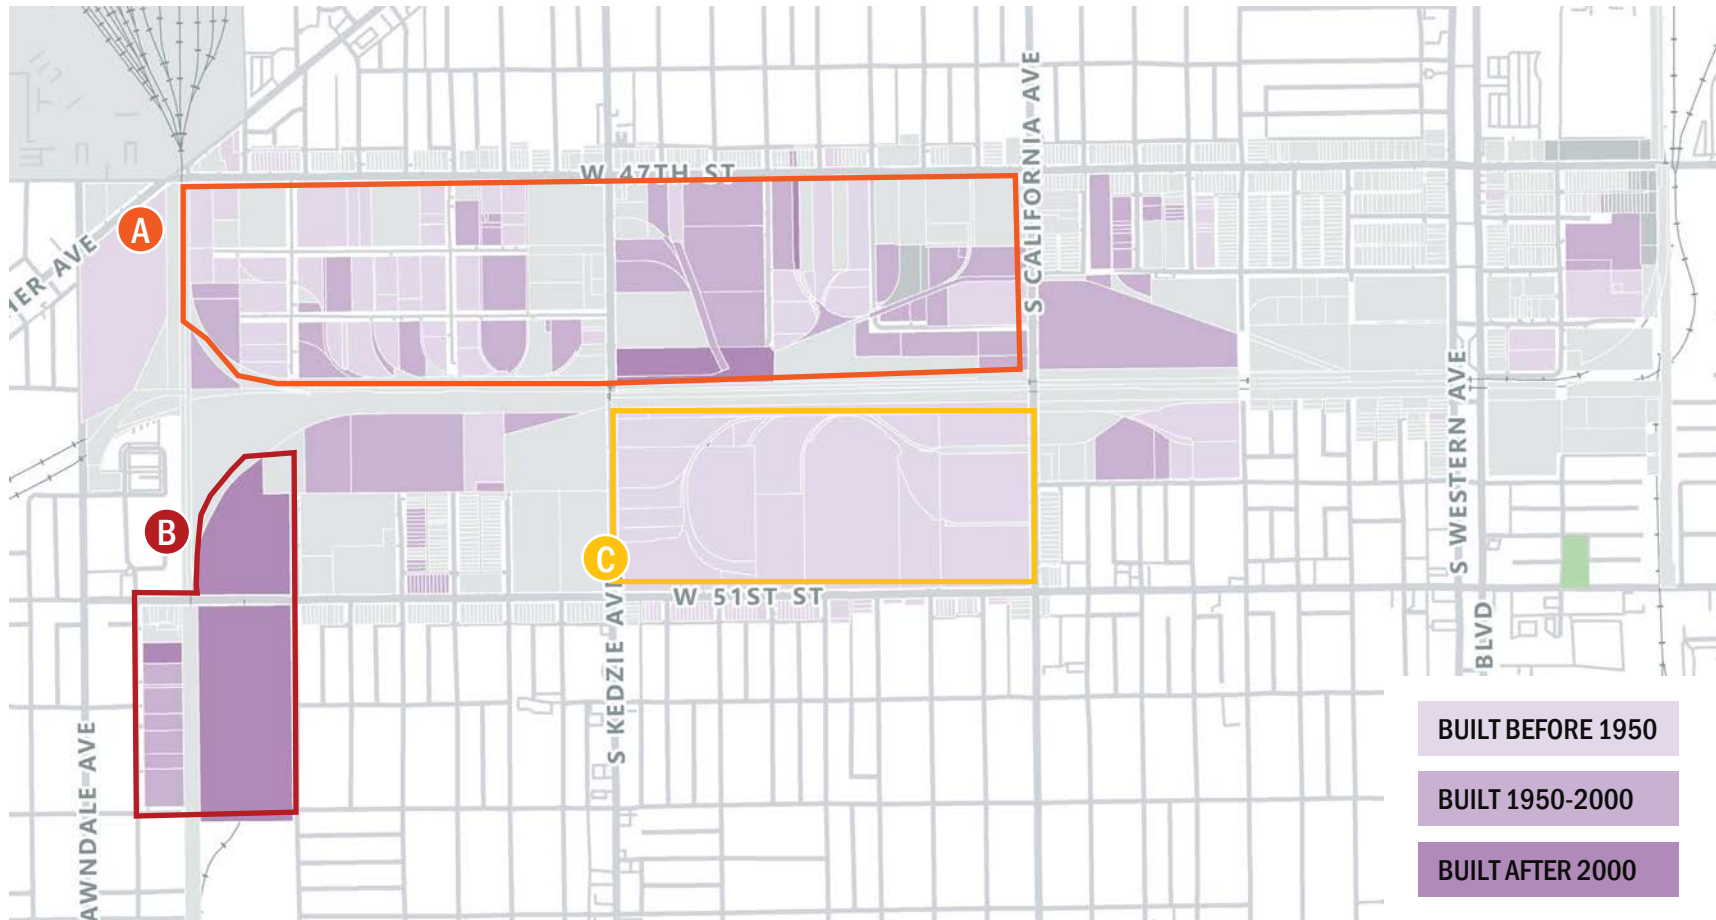 W 47TH ST
S CALIFORNIA AVE
A
HER AVE
S WESTERN AVE
B
C
W 51ST ST
S KEDZIE AVE
BLVD
AWNDALE AVE
BUILT BEFORE 1950
BUILT 1950-2000
BUILT AFTER 2000